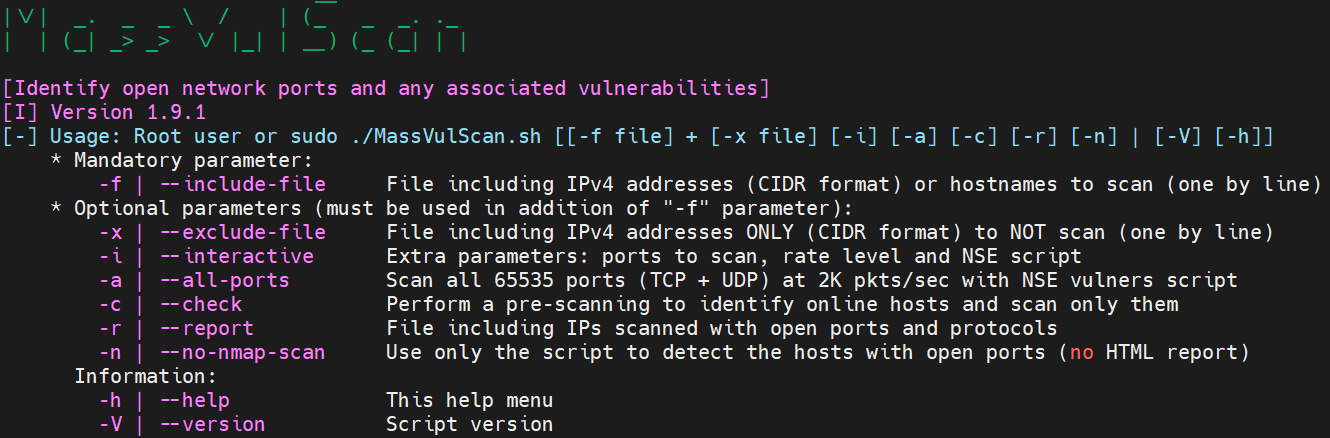 MassVulScan
[Identify open network ports and any associated vulnerabilities]
[I] Version 1.9.1
[-] Usage: Root user or sudo ./MassVulScan.sh [[-f file] + [-x file] [-i] [-a] [-c] [-r] [-n] | [-V] [-h]]
* Mandatory parameter:
-f | --include-file File including IPv4 addresses (CIDR format) or hostnames to scan (one by line)
* Optional parameters (must be used in addition of "-f" parameter):
-x | --exclude-file File including IPv4 addresses ONLY (CIDR format) to NOT scan (one by line)
-i | --interactive Extra parameters: ports to scan, rate level and NSE script
-a | --all-ports Scan all 65535 ports (TCP + UDP) at 2K pkts/sec with NSE vulners script
-c | --check Perform a pre-scanning to identify online hosts and scan only them
-r | --report File including IPs scanned with open ports and protocols
-n | --no-nmap-scan Use only the script to detect the hosts with open ports (no HTML report)
Information:
-h | --help This help menu
-V | --version Script version